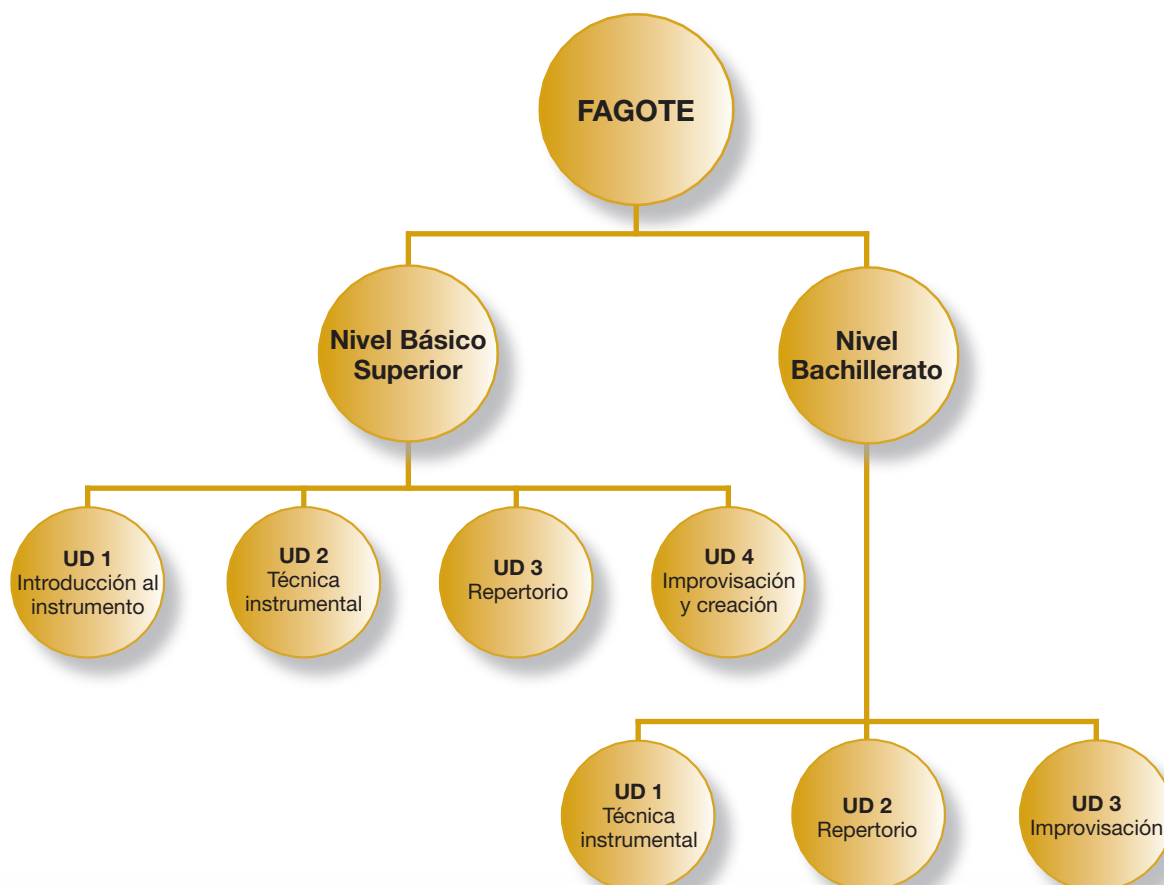 FAGOTE
Nivel Básico
Superior
Nivel
Bachillerato
UD 1
Introducción al
instrumento
UD 2
Técnica
instrumental
UD 3
Repertorio
UD 4
Improvisación
y creación
UD 1
Técnica
instrumental
UD 2
Repertorio
UD 3
Improvisación